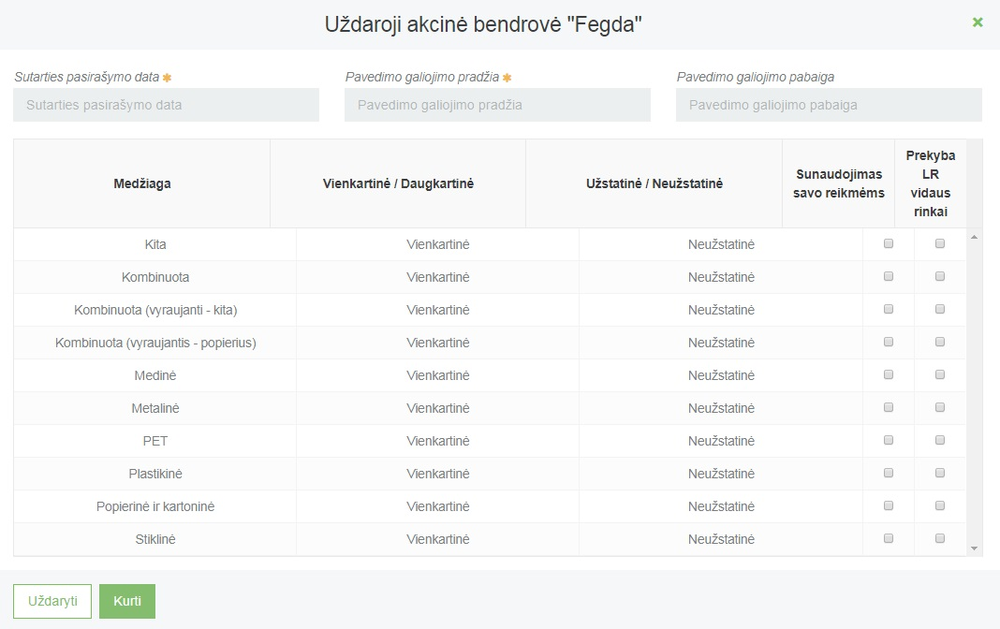 Uždaroji akcinė bendrovė "Fegda"
Sutarties pasirašymo data ✱ Pavedimo galiojimo pradžia ✱ Pavedimo galiojimo pabaiga
Sutarties pasirašymo data Pavedimo galiojimo pradžia Pavedimo galiojimo pabaiga
Medžiaga Vienkartinė / Daugkartinė Užstatinė / Neužstatinė Sunaudojimas savo reikmėms Prekyba LR vidaus rinkai
Kita Vienkartinė Neužstatinė
Kombinuota Vienkartinė Neužstatinė
Kombinuota (vyraujanti - kita) Vienkartinė Neužstatinė
Kombinuota (vyraujantis - popierius) Vienkartinė Neužstatinė
Medinė Vienkartinė Neužstatinė
Metalinė Vienkartinė Neužstatinė
PET Vienkartinė Neužstatinė
Plastikinė Vienkartinė Neužstatinė
Popierinė ir kartoninė Vienkartinė Neužstatinė
Stiklinė Vienkartinė Neužstatinė
Uždaryti Kurti